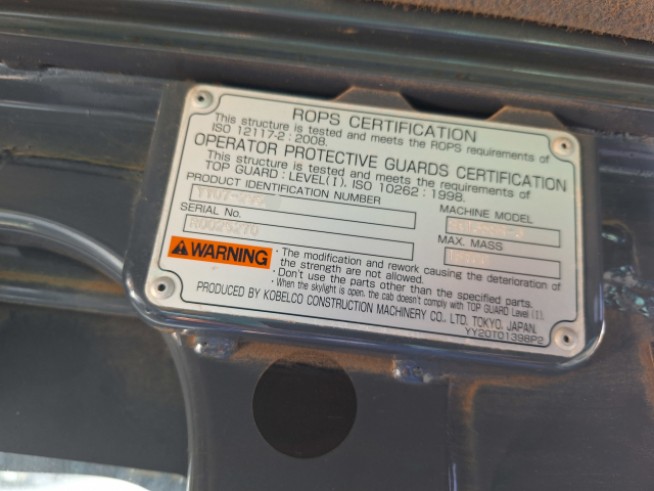 ROPS CERTIFICATION
This structure is tested and meets the ROPS requirements of
ISO 12117-2 : 2008.
OPERATOR PROTECTIVE GUARDS CERTIFICATION
This structure is tested and meets the requirements of
TOP GUARD : LEVEL(I). ISO 10262 : 1998.
PRODUCT IDENTIFICATION NUMBER
MACHINE MODEL
SERIAL No.
MAX. MASS
WARNING
· The modification and rework causing the deterioration of
the strength are not allowed.
· Don't use the parts other than the specified parts.
· When the skylight is open, the cab doesn't comply with TOP GUARD Level (I).
PRODUCED BY KOBELCO CONSTRUCTION MACHINERY CO., LTD. TOKYO, JAPAN.
YY20T01398P2